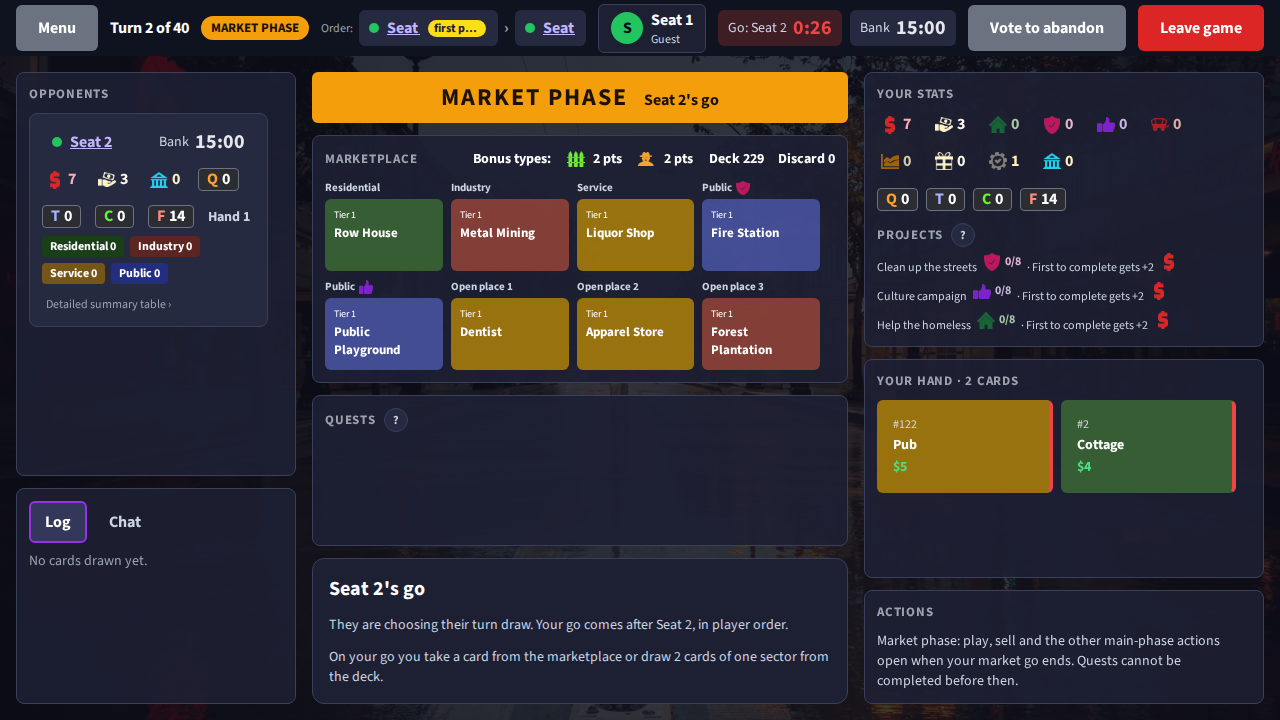 Menu
Turn 2 of 40
MARKET PHASE
Order:
Seat
first p...
›
Seat
S
Seat 1
Guest
Go: Seat 2 0:26
Bank 15:00
Vote to abandon
Leave game
OPPONENTS
Seat 2
Bank 15:00
7
3
0
Q 0
T 0
C 0
F 14
Hand 1
Residential 0
Industry 0
Service 0
Public 0
Detailed summary table ›
Log
Chat
No cards drawn yet.
MARKET PHASE Seat 2's go
MARKETPLACE
Bonus types:
2 pts
2 pts
Deck 229
Discard 0
Residential
Industry
Service
Public
Tier 1
Row House
Tier 1
Metal Mining
Tier 1
Liquor Shop
Tier 1
Fire Station
Public
Open place 1
Open place 2
Open place 3
Tier 1
Public
Playground
Tier 1
Dentist
Tier 1
Apparel Store
Tier 1
Forest
Plantation
QUESTS
?
Seat 2's go
They are choosing their turn draw. Your go comes after Seat 2, in player order.
On your go you take a card from the marketplace or draw 2 cards of one sector from
the deck.
YOUR STATS
7
3
0
0
0
0
0
0
1
0
Q 0
T 0
C 0
F 14
PROJECTS
?
Clean up the streets 0/8 · First to complete gets +2
Culture campaign 0/8 · First to complete gets +2
Help the homeless 0/8 · First to complete gets +2
YOUR HAND · 2 CARDS
#122
Pub
$5
#2
Cottage
$4
ACTIONS
Market phase: play, sell and the other main-phase actions
open when your market go ends. Quests cannot be
completed before then.